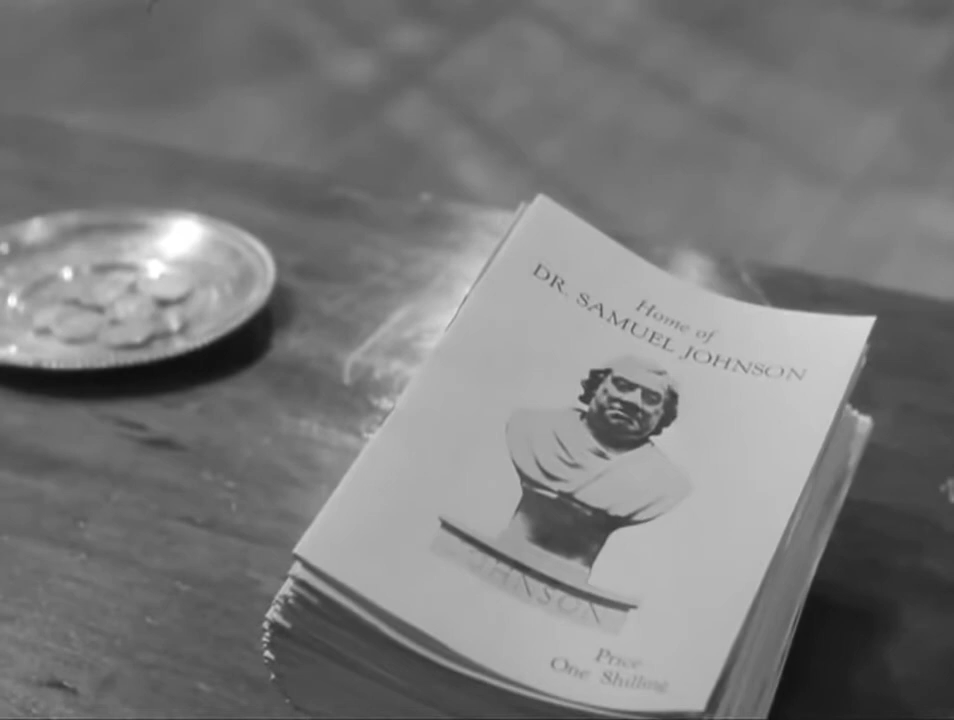 Home of
DR. SAMUEL JOHNSON
JOHNSON
Price
One Shilling